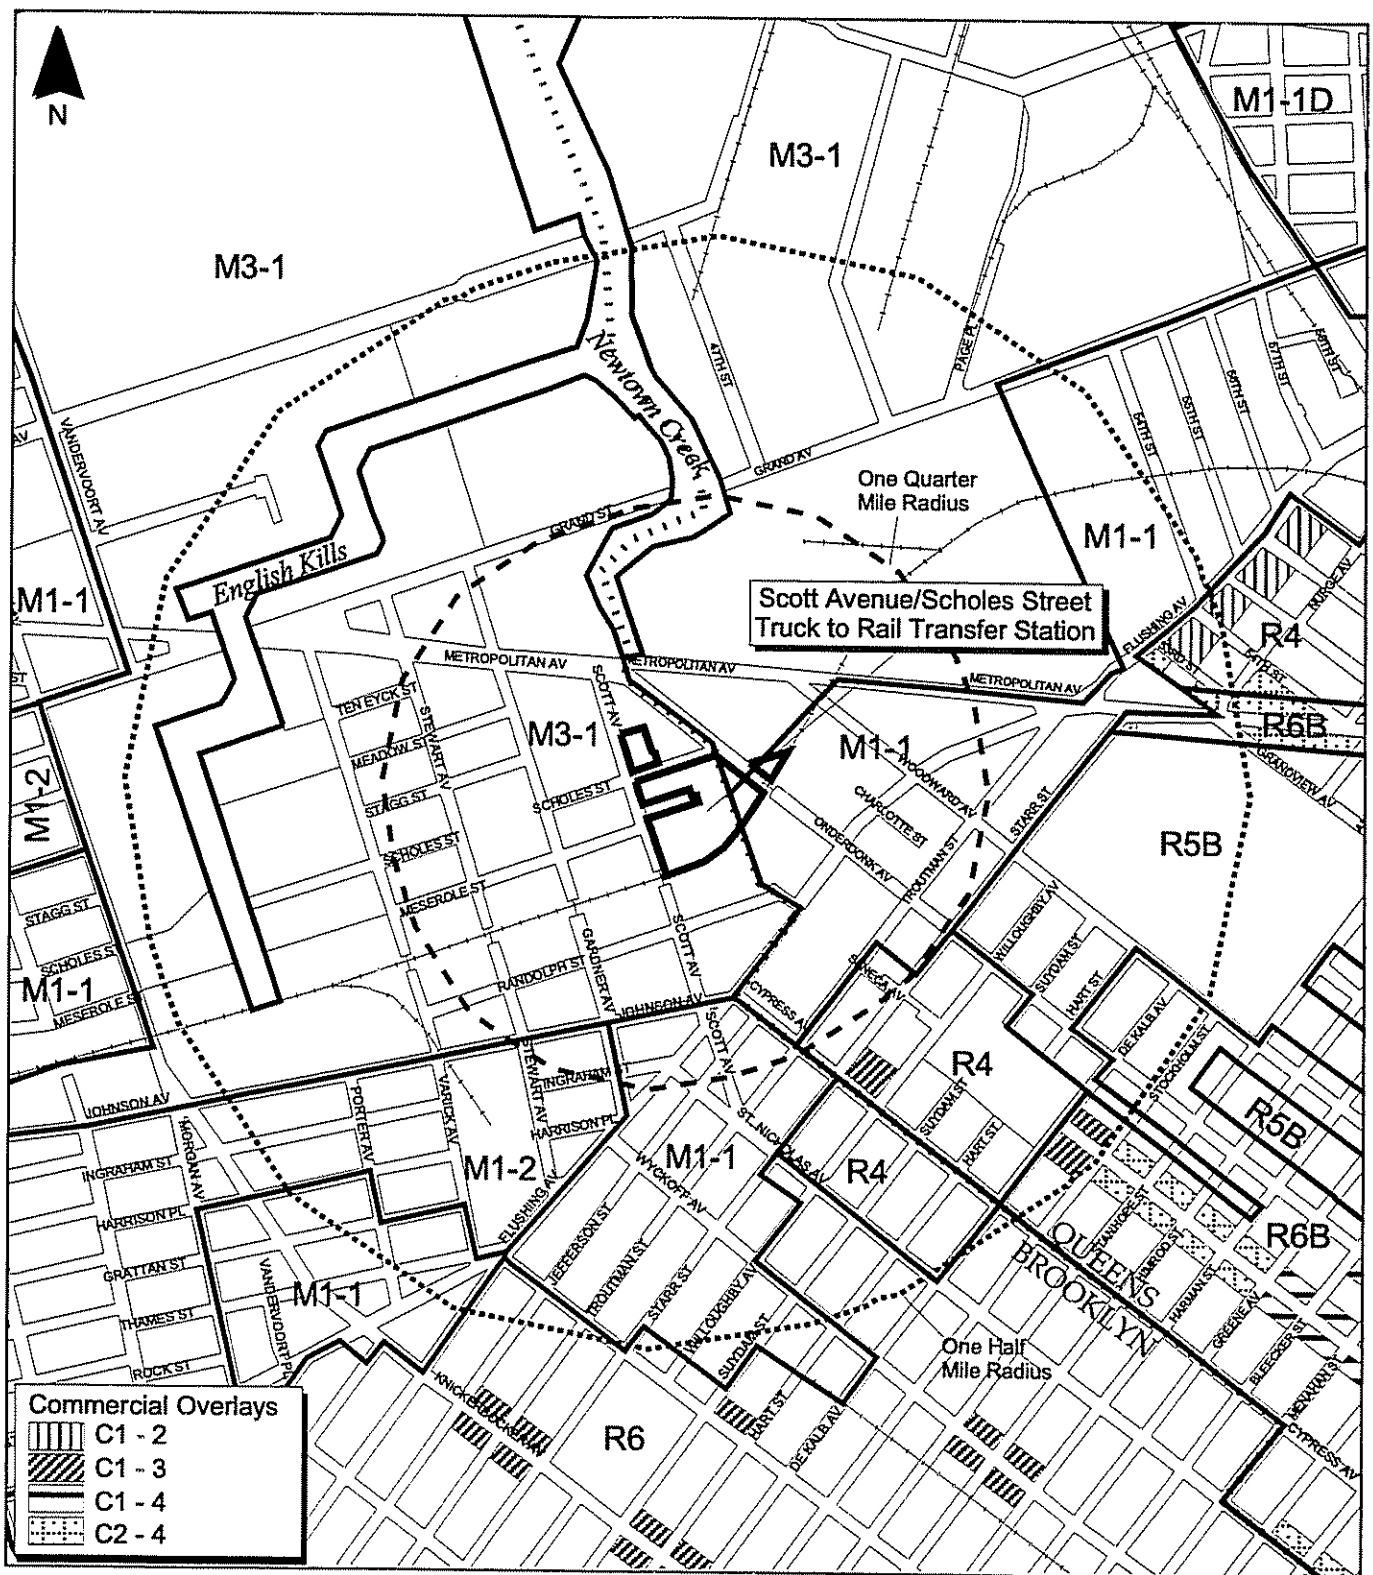 N
M1-1D
M3-1
M3-1
Newtown Creek
47TH ST
PAGE PL
54TH ST
55TH ST
56TH ST
57TH ST
58TH ST
VANDERVOORT AV
AV
GRAND AV
One Quarter
Mile Radius
GRAND ST
M1-1
English Kills
M1-1
Scott Avenue/Scholes Street
Truck to Rail Transfer Station
FLUSHING AV
NURGE AV
R4
54TH ST
METROPOLITAN AV
METROPOLITAN AV
METROPOLITAN AV
ST
TEN EYCK ST
STEWART AV
SCOTT AV
M3-1
M1-1
R6B
GRANDVIEW AV
MEADOW ST
WOODWARD AV
M1-2
STAGG ST
SCHOLES ST
CHARLOTTE ST
STARR ST
ONDERDONK AV
TROUTMAN ST
R5B
SCHOLES ST
MESEROLE ST
STAGG ST
SCHOLES ST
M1-1
MESEROLE ST
SCOTT AV
GARDNER AV
RANDOLPH ST
WILLOUGHBY AV
SUYDAM ST
HART ST
SENECA AV
CYPRESS AV
JOHNSON AV
DE KALB AV
STOCKHOLM ST
SCOTT AV
STEWART AV
INGRAHAM ST
R4
JOHNSON AV
PORTER AV
VARICK AV
HARRISON PL
ST. NICHOLAS AV
SUYDAM ST
HART ST
R5B
MORGAN AV
INGRAHAM ST
M1-2
M1-1
WYCKOFF AV
R4
HARRISON PL
FLUSHING AV
JEFFERSON ST
TROUTMAN ST
STARR ST
WILLOUGHBY AV
SUYDAM ST
QUEENS
BROOKLYN
STANHOPE ST
HIMROD ST
HARMAN ST
GREENE AV
BLEECKER ST
MENAHAN ST
R6B
GRATTAN ST
VANDERVOORT PL
M1-1
THAMES ST
ROCK ST
One Half
Mile Radius
KNICKERBOCKER AV
R6
HART ST
DE KALB AV
CYPRESS AV
Commercial Overlays
C1 - 2
C1 - 3
C1 - 4
C2 - 4